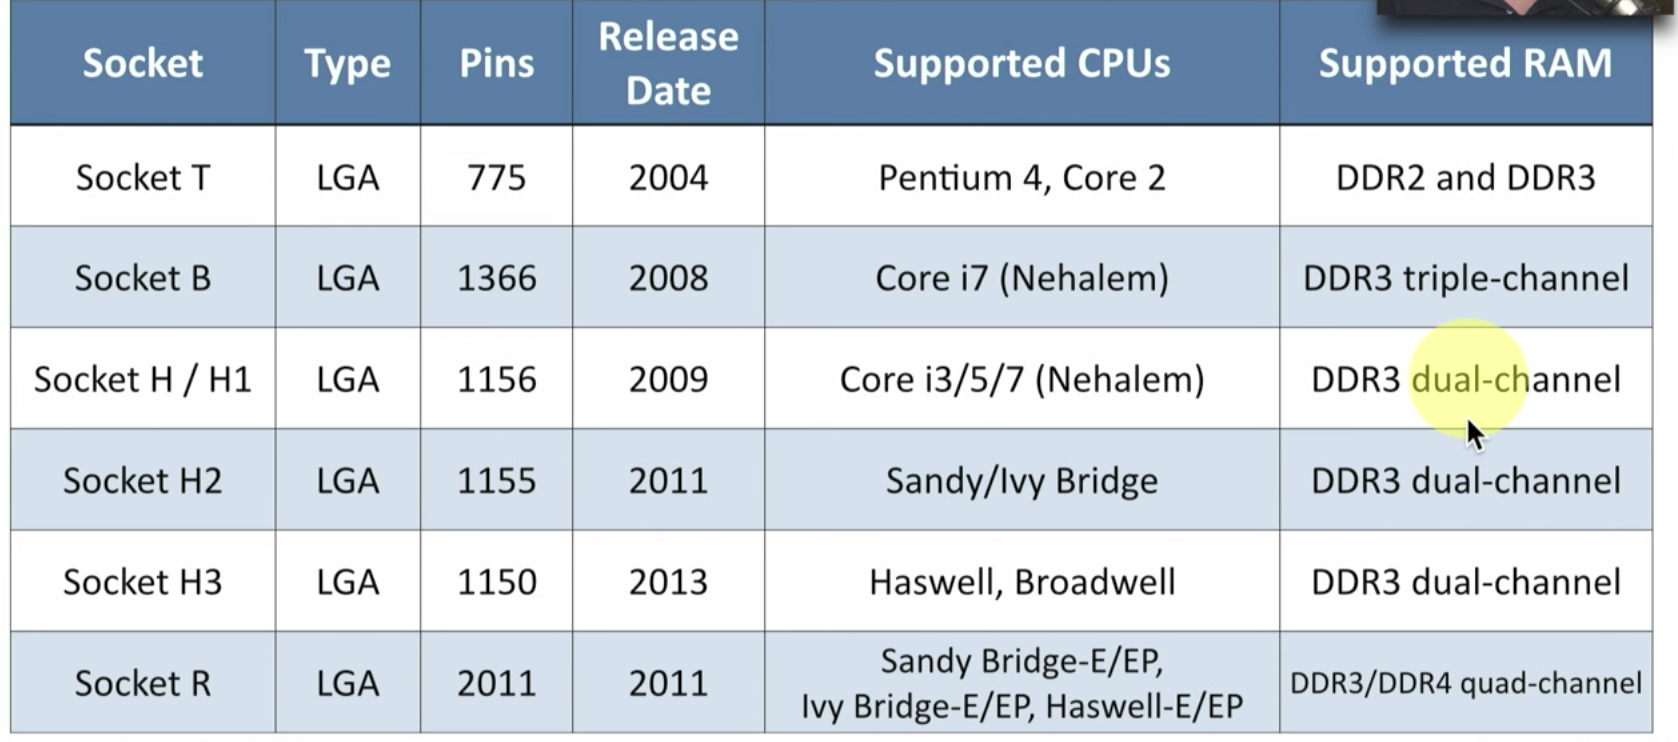 Socket Type Pins Release Date Supported CPUs Supported RAM
Socket T LGA 775 2004 Pentium 4, Core 2 DDR2 and DDR3
Socket B LGA 1366 2008 Core i7 (Nehalem) DDR3 triple-channel
Socket H / H1 LGA 1156 2009 Core i3/5/7 (Nehalem) DDR3 dual-channel
Socket H2 LGA 1155 2011 Sandy/Ivy Bridge DDR3 dual-channel
Socket H3 LGA 1150 2013 Haswell, Broadwell DDR3 dual-channel
Socket R LGA 2011 2011 Sandy Bridge-E/EP, Ivy Bridge-E/EP, Haswell-E/EP DDR3/DDR4 quad-channel